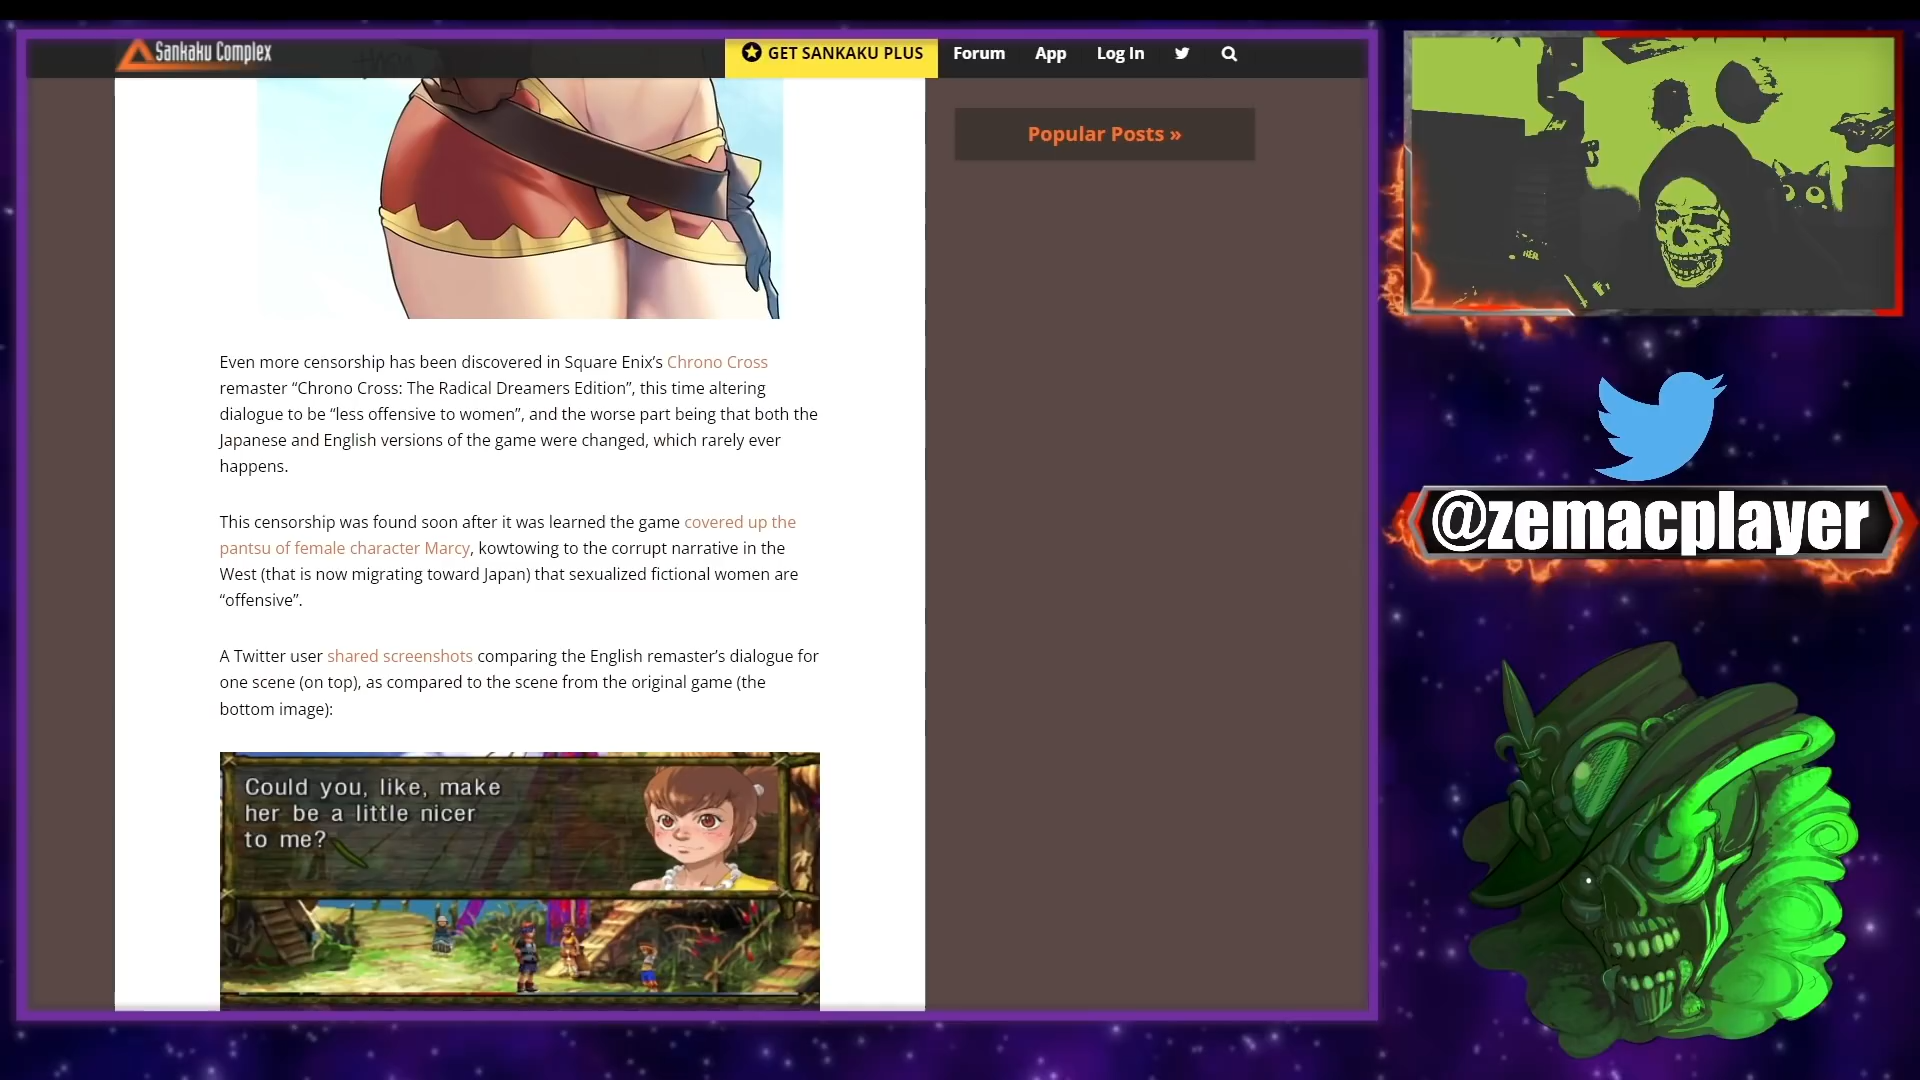 Sankaku Complex
GET SANKAKU PLUS
Forum
App
Log In
Popular Posts »
Even more censorship has been discovered in Square Enix’s Chrono Cross
remaster “Chrono Cross: The Radical Dreamers Edition”, this time altering
dialogue to be “less offensive to women”, and the worse part being that both the
Japanese and English versions of the game were changed, which rarely ever
happens.
This censorship was found soon after it was learned the game covered up the
pantsu of female character Marcy, kowtowing to the corrupt narrative in the
West (that is now migrating toward Japan) that sexualized fictional women are
“offensive”.
A Twitter user shared screenshots comparing the English remaster’s dialogue for
one scene (on top), as compared to the scene from the original game (the
bottom image):
Could you, like, make
her be a little nicer
to me?
@zemacplayer